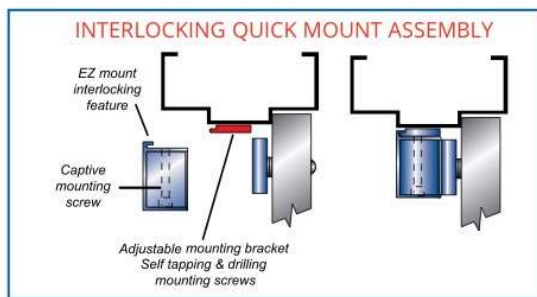 INTERLOCKING QUICK MOUNT ASSEMBLY
EZ mount
interlocking
feature
Captive
mounting
screw
Adjustable mounting bracket
Self tapping & drilling
mounting screws